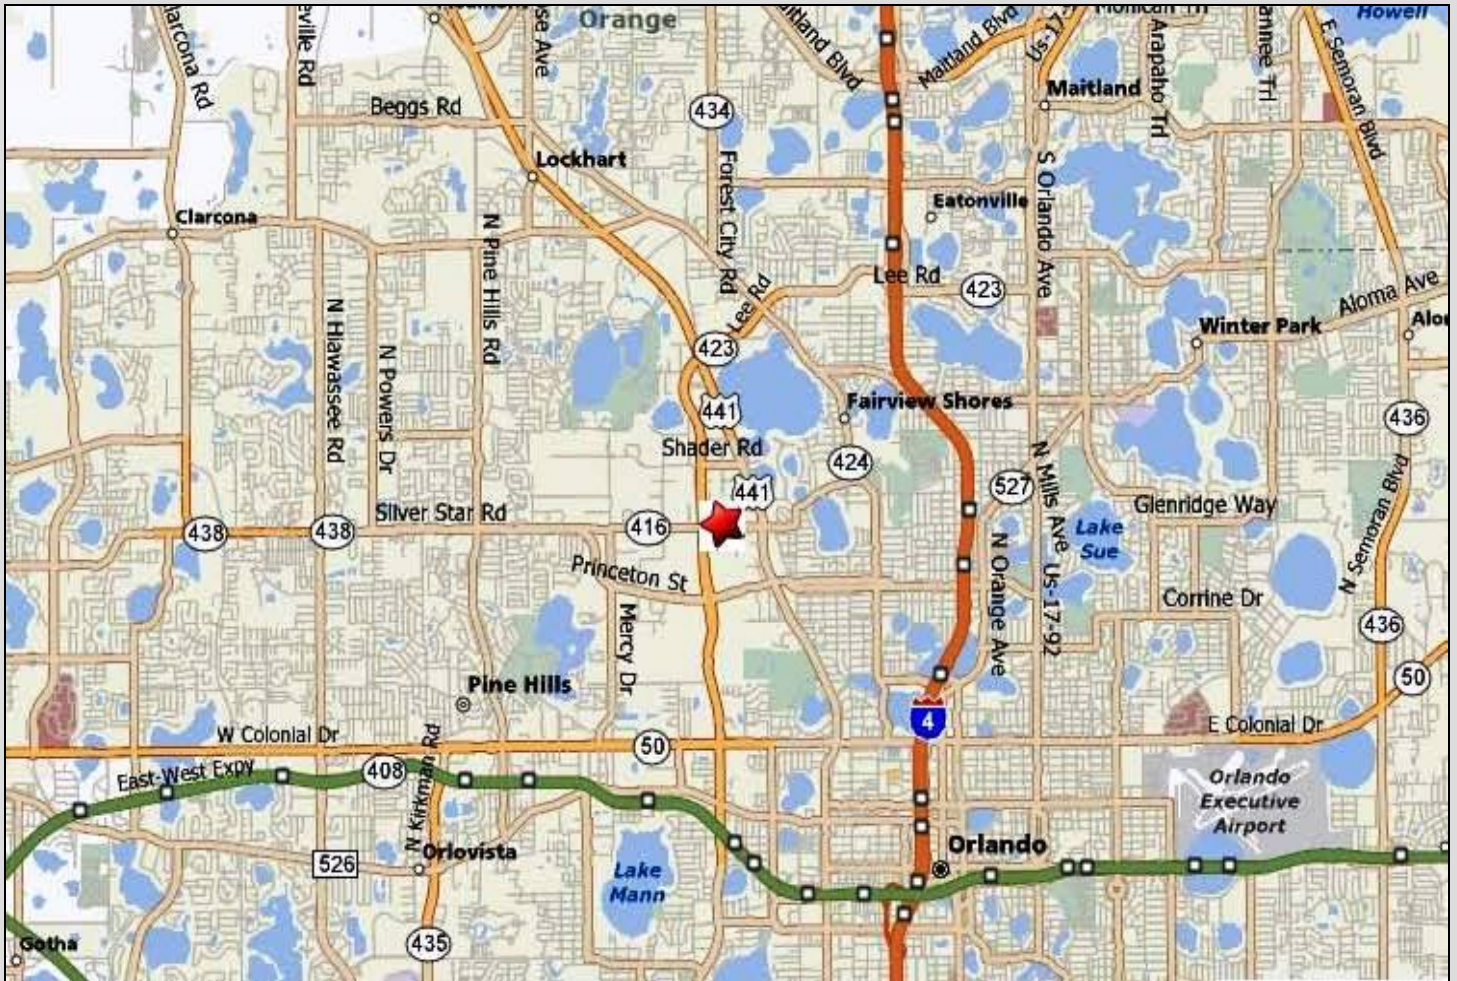 Orange
Howell
Beggs Rd
434
Maitland Blvd
Us-17-
Maitland
Arapaho Trl
E Semoran Blvd
Lockhart
Clarcona
N Pine Hills Rd
Forest City Rd
Eatonville
S Orlando Ave
Lee Rd
423
Lee Rd
Aloma Ave
Winter Park
N Hiawassee Rd
N Powers Dr
423
441
Fairview Shores
436
Shader Rd
424
441
527
N Mills Ave
Us-17-92
Glenridge Way
Lake
Sue
N Semoran Blvd
438
438
Silver Star Rd
416
Princeton St
Mercy Dr
N Orange Ave
Corrine Dr
436
50
Pine Hills
4
W Colonial Dr
50
E Colonial Dr
East-West Expy
408
N Kirkman Rd
Orlando
Executive
Airport
526
Orlovista
Lake
Mann
Orlando
435
Gotha